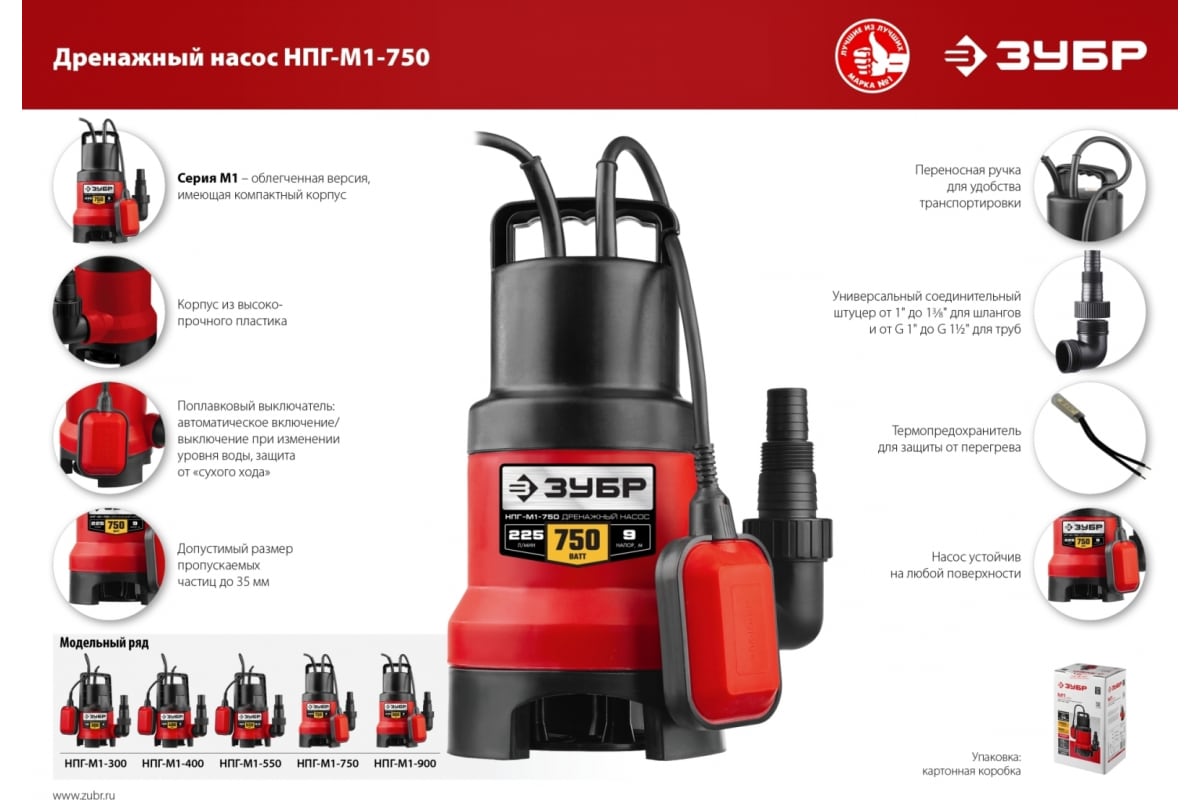 Дренажный насос НПГ-М1-750
ЛУЧШИЕ ИЗ ЛУЧШИХ
МАРКА №1
ЗУБР
Серия М1 – облегченная версия,
имеющая компактный корпус
Корпус из высоко-
прочного пластика
Поплавковый выключатель:
автоматическое включение/
выключение при изменении
уровня воды, защита
от «сухого хода»
Допустимый размер
пропускаемых
частиц до 35 мм
ЗУБР
НПГ-М1-750 ДРЕНАЖНЫЙ НАСОС
225
Л/МИН
750
ВАТТ
9
НАПОР, М
Переносная ручка
для удобства
транспортировки
Универсальный соединительный
штуцер от 1" до 1⅜" для шлангов
и от G 1" до G 1½" для труб
Термопредохранитель
для защиты от перегрева
Насос устойчив
на любой поверхности
Модельный ряд
НПГ-М1-300 НПГ-М1-400 НПГ-М1-550 НПГ-М1-750 НПГ-М1-900
ЗУБР
Упаковка:
картонная коробка
www.zubr.ru